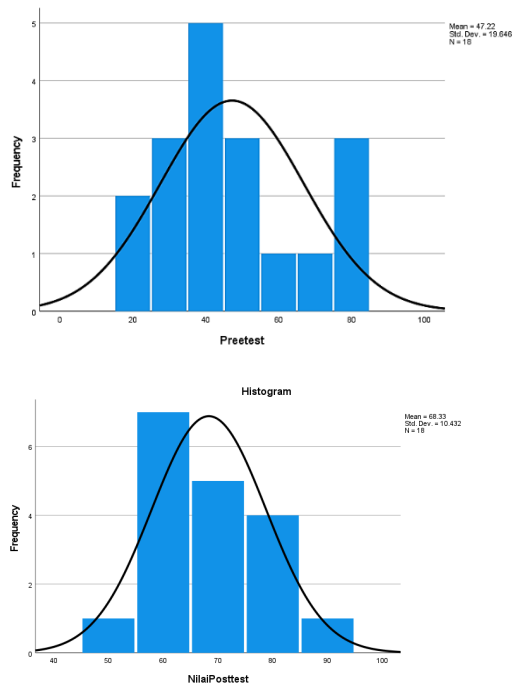 Mean = 47.22
Std. Dev. = 19.646
N = 18
5
4
3
2
1
0
Frequency
0 20 40 60 80 100
Preetest
Histogram
Mean = 68.33
Std. Dev. = 10.432
N = 18
6
4
2
0
Frequency
40 50 60 70 80 90 100
NilaiPosttest